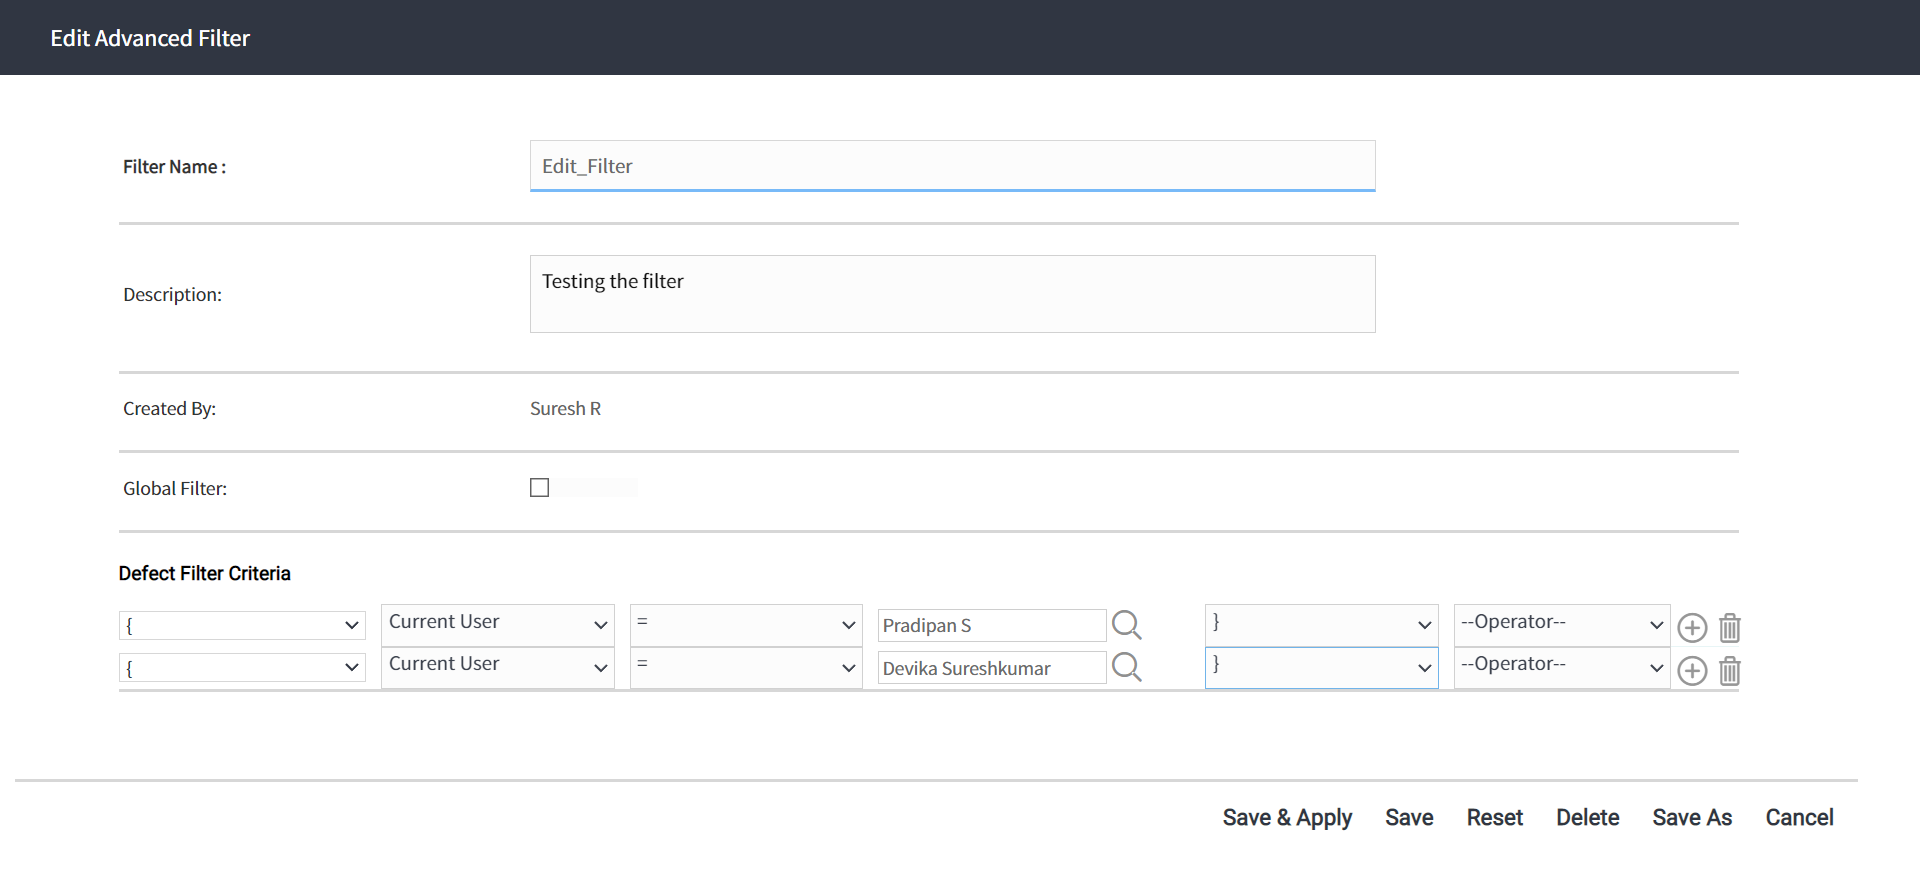 Edit Advanced Filter
Filter Name : Edit_Filter
Description: Testing the filter
Created By: Suresh R
Global Filter:
Defect Filter Criteria
{ Current User = Pradipan S } --Operator--
{ Current User = Devika Sureshkumar } --Operator--
Save & Apply Save Reset Delete Save As Cancel